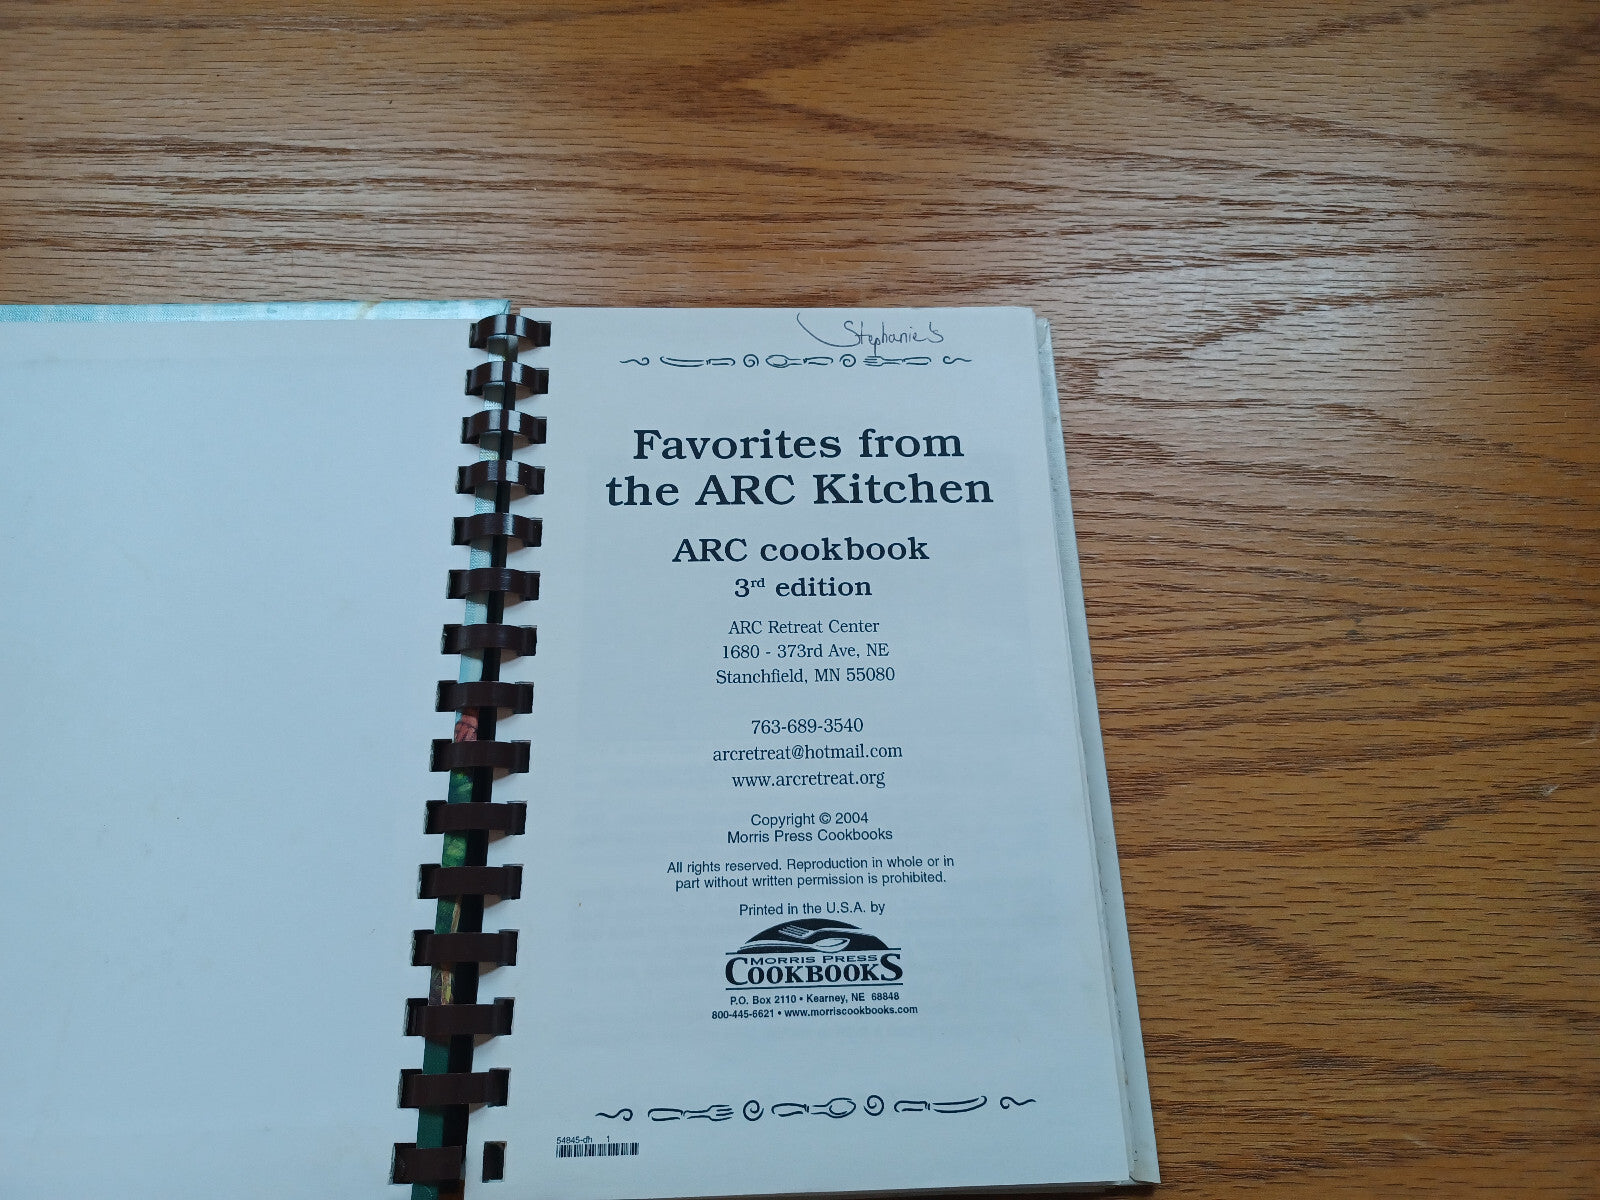 Stephanie's
Favorites from
the ARC Kitchen
ARC cookbook
3rd edition
ARC Retreat Center
1680 - 373rd Ave, NE
Stanchfield, MN 55080
763-689-3540
arcretreat@hotmail.com
www.arcretreat.org
Copyright © 2004
Morris Press Cookbooks
All rights reserved. Reproduction in whole or in
part without written permission is prohibited.
Printed in the U.S.A. by
MORRIS PRESS
COOKBOOKS
P.O. Box 2110 • Kearney, NE 68848
800-445-6621 • www.morriscookbooks.com
54845-dh 1